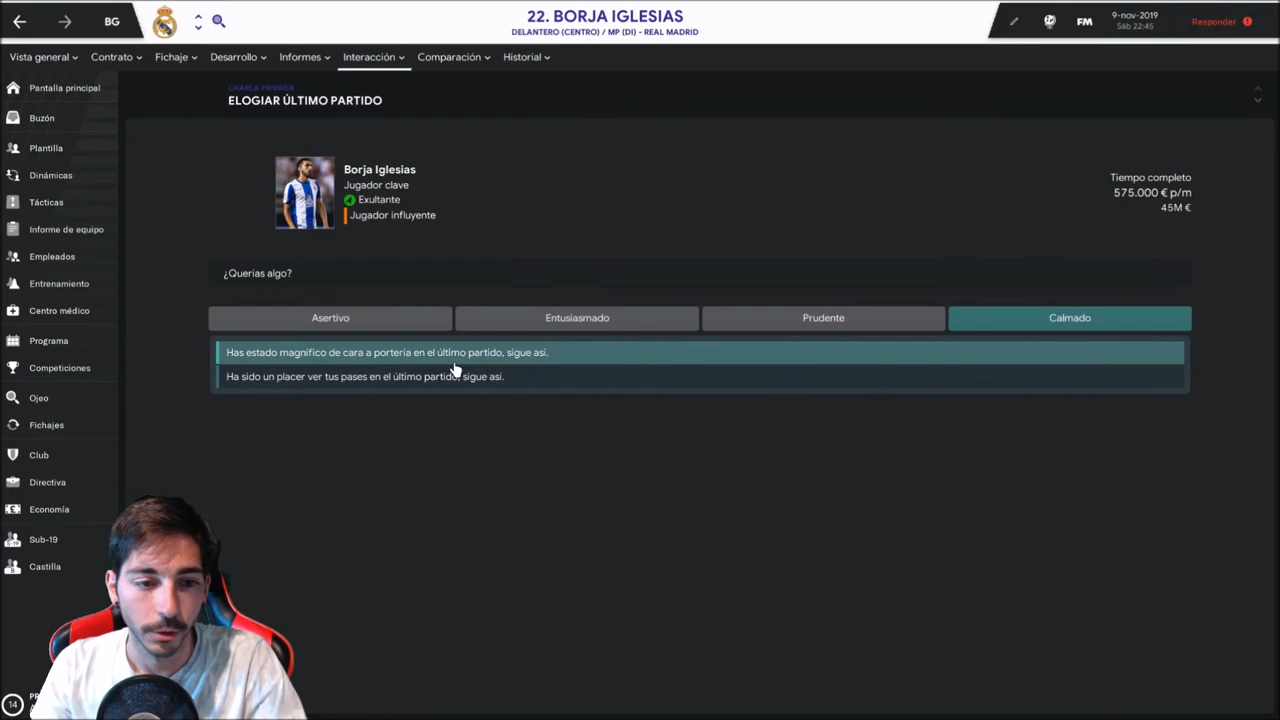 BG
22. BORJA IGLESIAS
DELANTERO (CENTRO) / MP (DI) - REAL MADRID
FM
9-nov-2019
Sáb 22:45
Responder
Vista general
Contrato
Fichaje
Desarrollo
Informes
Interacción
Comparación
Historial
Pantalla principal
Buzón
Plantilla
Dinámicas
Tácticas
Informe de equipo
Empleados
Entrenamiento
Centro médico
Programa
Competiciones
Ojeo
Fichajes
Club
Directiva
Economía
Sub-19
Castilla
14
CHARLA PRIVADA
ELOGIAR ÚLTIMO PARTIDO
Borja Iglesias
Jugador clave
Exultante
Jugador influyente
Tiempo completo
575.000 € p/m
45M €
¿Querías algo?
Asertivo
Entusiasmado
Prudente
Calmado
Has estado magnífico de cara a portería en el último partido, sigue así.
Ha sido un placer ver tus pases en el último partido, sigue así.